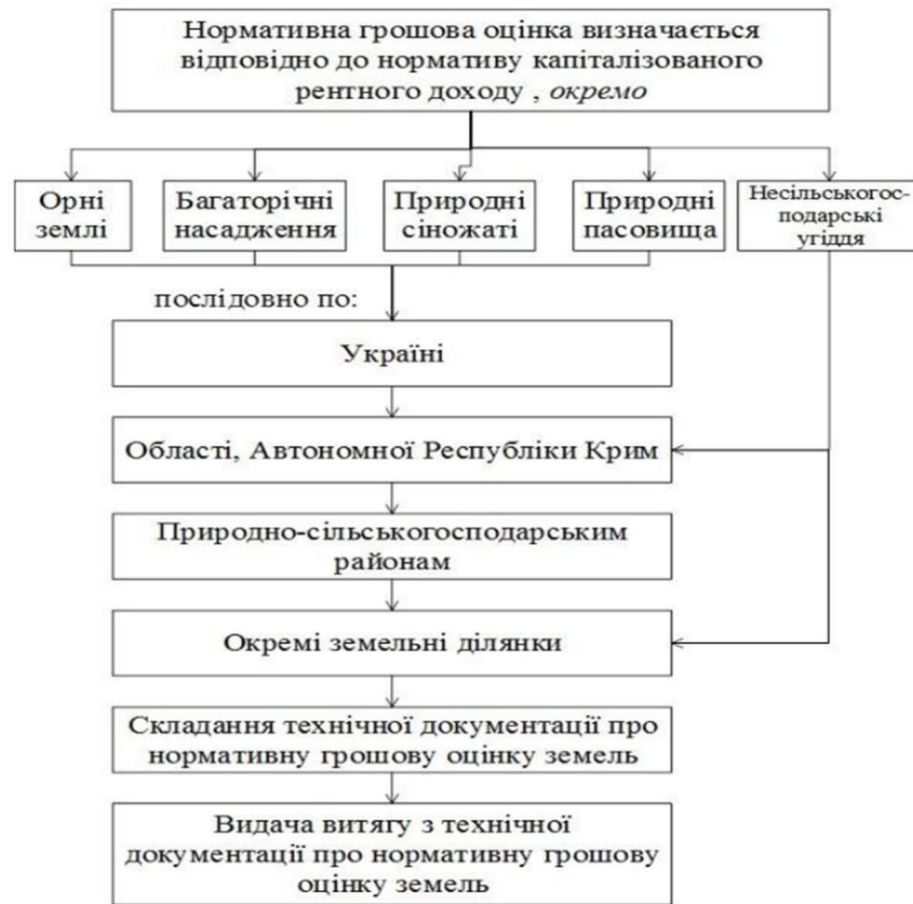 Нормативна грошова оцінка визначається
відповідно до нормативу капіталізованого
рентного доходу , окремо
Орні
землі
Багаторічні
насадження
Природні
сіножаті
Природні
пасовища
Несільськогос-
подарські
угіддя
послідовно по:
Україні
Області, Автономної Республіки Крим
Природно-сільськогосподарським
районам
Окремі земельні ділянки
Складання технічної документації про
нормативну грошову оцінку земель
Видача витягу з технічної
документації про нормативну грошову
оцінку земель